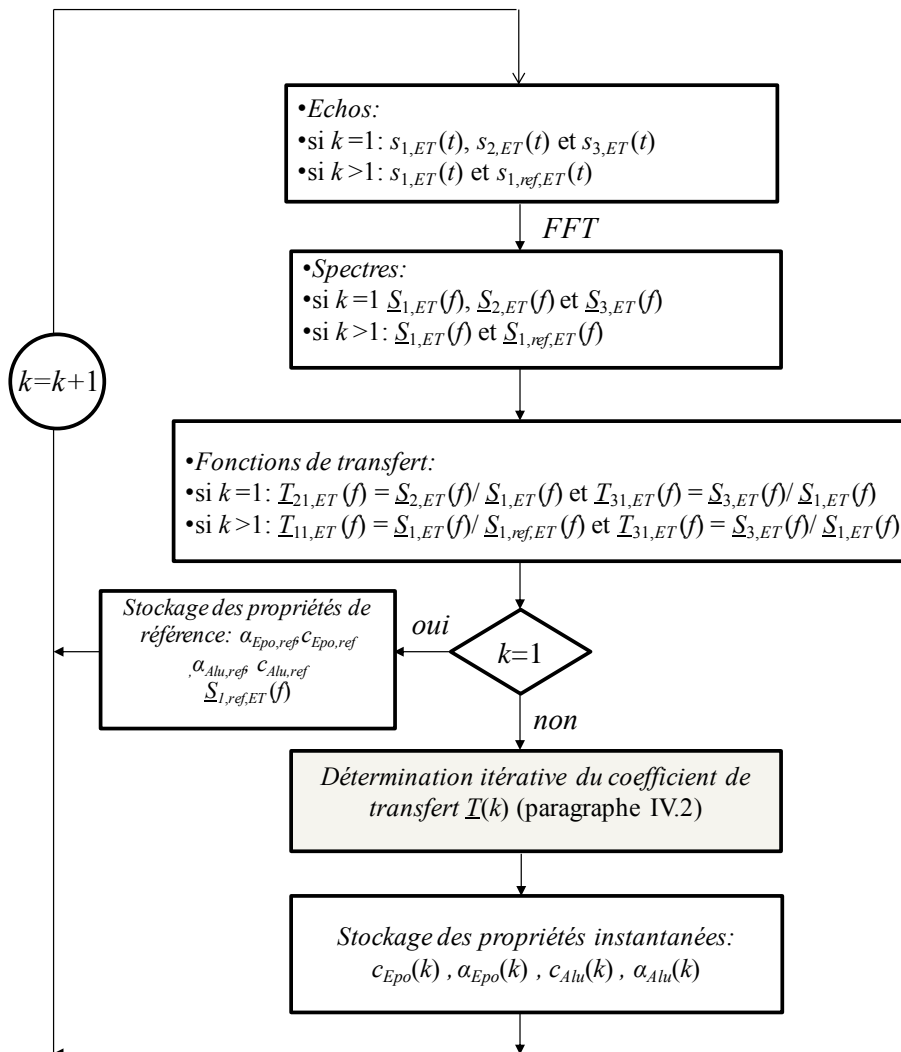 •Echos:
•si k=1: s1,ET(t), s2,ET(t) et s3,ET(t)
•si k>1: s1,ET(t) et s1,ref,ET(t)
FFT
•Spectres:
•si k=1 S1,ET(f), S2,ET(f) et S3,ET(f)
•si k>1: S1,ET(f) et S1,ref,ET(f)
k=k+1
•Fonctions de transfert:
•si k=1: T21,ET(f) = S2,ET(f)/ S1,ET(f) et T31,ET(f) = S3,ET(f)/ S1,ET(f)
•si k>1: T11,ET(f) = S1,ET(f)/ S1,ref,ET(f) et T31,ET(f) = S3,ET(f)/ S1,ET(f)
Stockage des propriétés de
référence: αEpo,ref, cEpo,ref
,αAlu,ref, cAlu,ref
S1,ref,ET(f)
oui
k=1
non
Détermination itérative du coefficient de
transfert T(k) (paragraphe IV.2)
Stockage des propriétés instantanées:
cEpo(k) , αEpo(k) , cAlu(k) , αAlu(k)